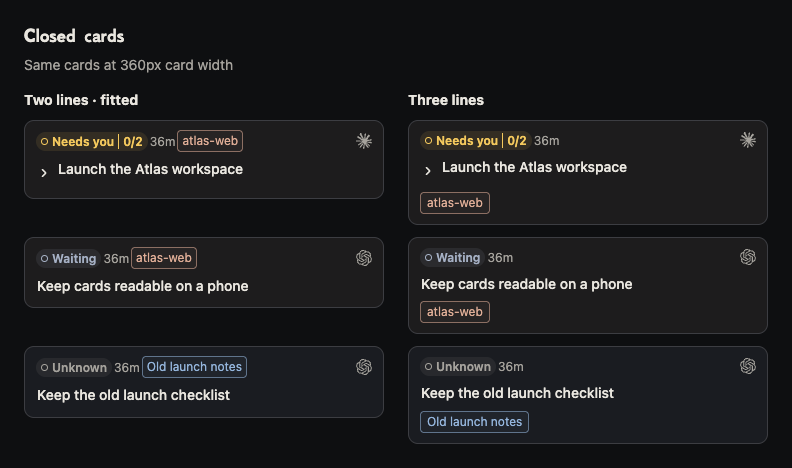 Closed cards
Same cards at 360px card width
Two lines · fitted
Needs you | 0/2 36m atlas-web
Launch the Atlas workspace
Waiting 36m atlas-web
Keep cards readable on a phone
Unknown 36m Old launch notes
Keep the old launch checklist
Three lines
Needs you | 0/2 36m
Launch the Atlas workspace
atlas-web
Waiting 36m
Keep cards readable on a phone
atlas-web
Unknown 36m
Keep the old launch checklist
Old launch notes